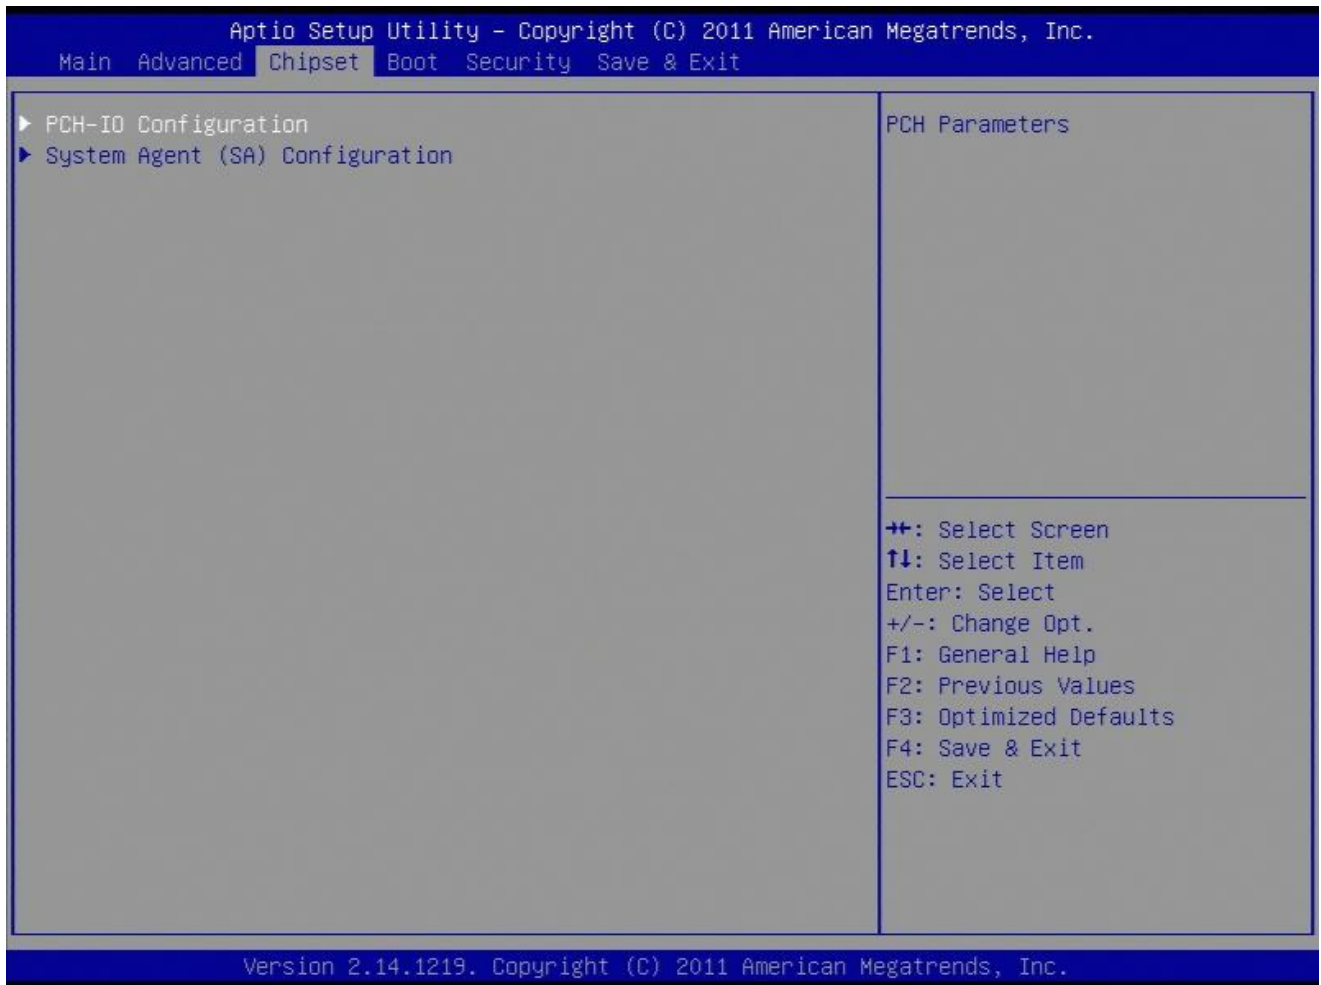 Aptio Setup Utility – Copyright (C) 2011 American Megatrends, Inc.
Main Advanced Chipset Boot Security Save & Exit
► PCH-IO Configuration
► System Agent (SA) Configuration
PCH Parameters
→←: Select Screen
↑↓: Select Item
Enter: Select
+/-: Change Opt.
F1: General Help
F2: Previous Values
F3: Optimized Defaults
F4: Save & Exit
ESC: Exit
Version 2.14.1219. Copyright (C) 2011 American Megatrends, Inc.